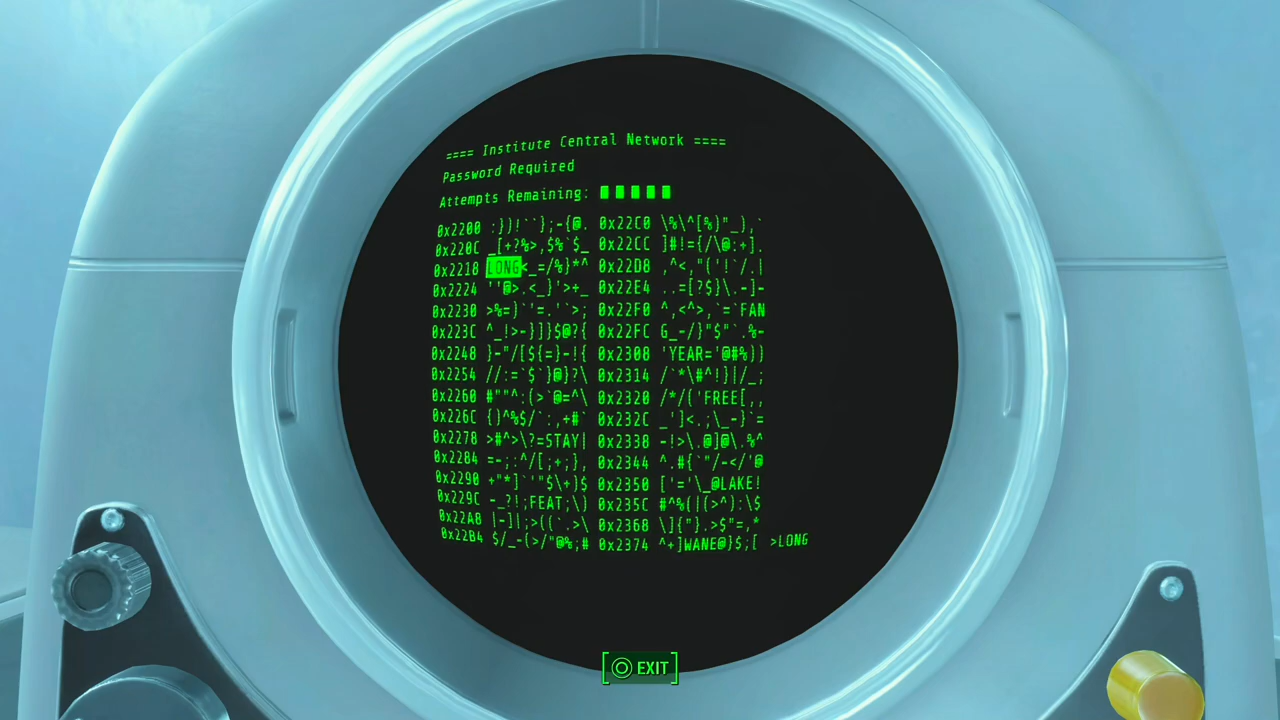 ==== Institute Central Network ====
Password Required
Attempts Remaining: ■ ■ ■ ■ ■
0x2200 :})!``};-{@. 0x22C0 \%\^[%)"_),`
0x220C _[+?%>,$%`$_ 0x22CC ]#!={/\@:+].
0x2218 LONG<_=/%}*^ 0x22D8 ,^<,"('!`/.|
0x2224 ''@>.<_}'>+_ 0x22E4 ..=[?$}\.-]-
0x2230 >%=)`'=.'`>; 0x22F0 ^,<^>,`=`FAN
0x223C ^_!>-}]}$@?{ 0x22FC G_-/}"$"`.%-
0x2248 }-"/[${=}-!{ 0x2308 'YEAR='@#%))
0x2254 //:=`$`}@}?\ 0x2314 /`*\#^!}|/_;
0x2260 #""^:(>`@=^\ 0x2320 /*/('FREE[,,
0x226C {}^%$/`:,+#` 0x232C _']<.;\_-}`=
0x2278 >#^>\?=STAY| 0x2338 -!>\.@]@\.%^
0x2284 =-;:^/[;+;}, 0x2344 ^.#{`"/-</'@
0x2290 +"*]`'"$\+}$ 0x2350 ['='\_@LAKE!
0x229C -_?!;FEAT;\) 0x235C #^%(|(>^):\$
0x22A8 |-]|;>((`.>\ 0x2368 \]{"}.>$"=,*
0x22B4 $/_-(>/"@%;# 0x2374 ^+]WANE@}$;[ >LONG
EXIT